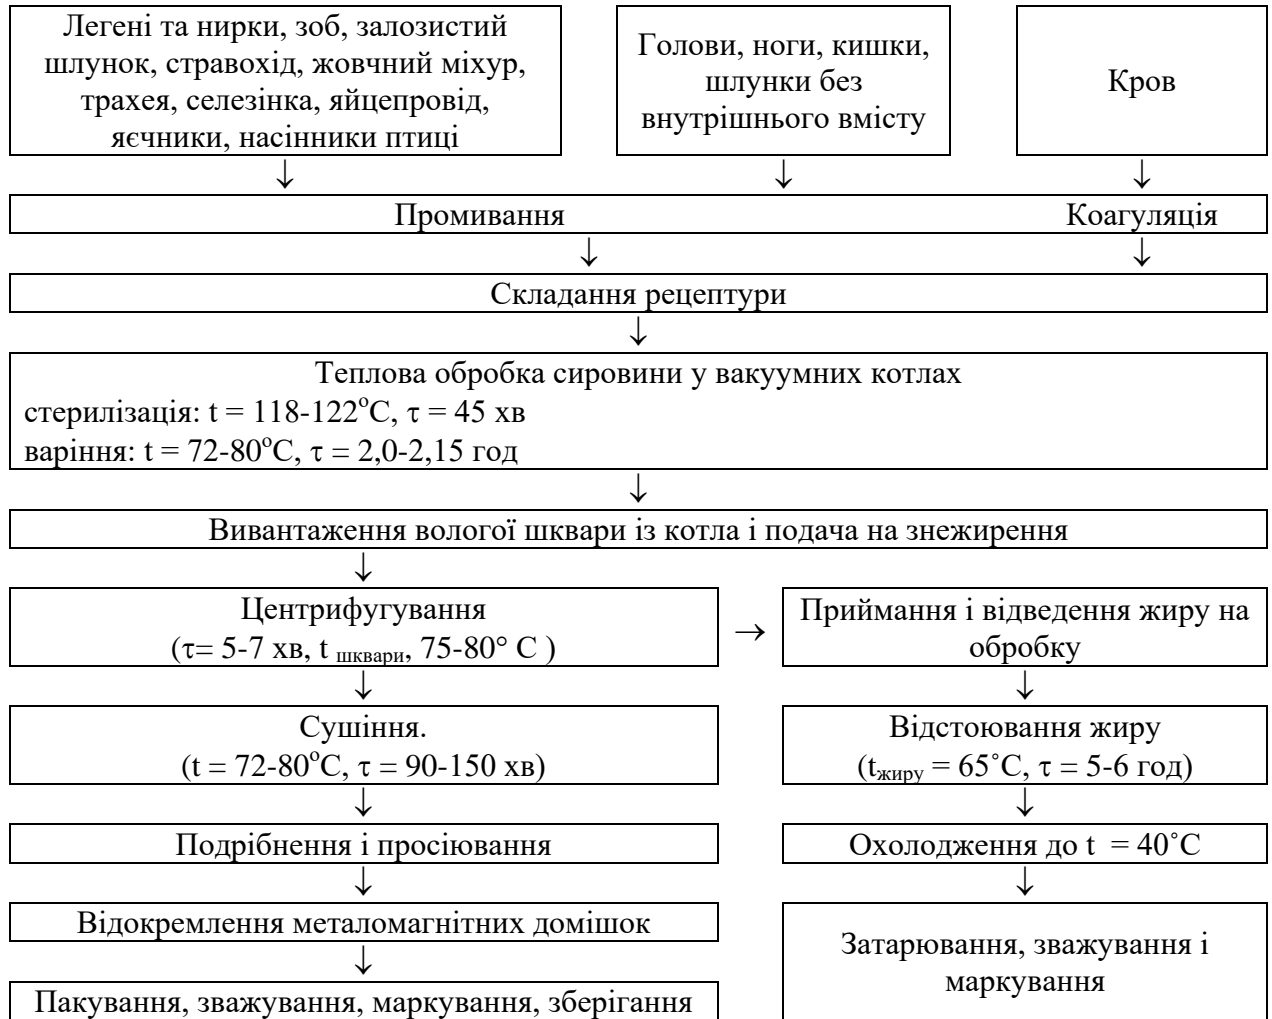 Легені та нирки, зоб, залозистий
шлунок, стравохід, жовчний міхур,
трахея, селезінка, яйцепровід,
яєчники, насінники птиці
Голови, ноги, кишки,
шлунки без
внутрішнього вмісту
Кров
↓ ↓ ↓
Промивання Коагуляція
↓ ↓
Складання рецептури
↓
Теплова обробка сировини у вакуумних котлах
стерилізація: t = 118-122°С, τ = 45 хв
варіння: t = 72-80°С, τ = 2,0-2,15 год
↓
Вивантаження вологої шквари із котла і подача на знежирення
↓
Центрифугування
(τ= 5-7 хв, t шквари, 75-80° С )
→
Приймання і відведення жиру на
обробку
↓ ↓
Сушіння.
(t = 72-80°С, τ = 90-150 хв)
Відстоювання жиру
(tжиру = 65˚С, τ = 5-6 год)
↓ ↓
Подрібнення і просіювання
Охолодження до t = 40˚С
↓ ↓
Відокремлення металомагнітних домішок
↓
Затарювання, зважування і
маркування
Пакування, зважування, маркування, зберігання